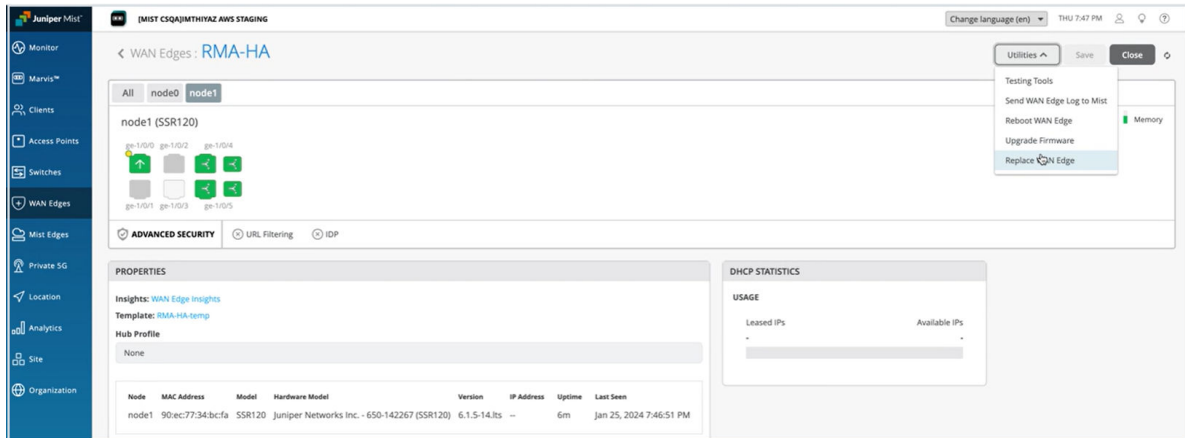 Juniper Mist™
[MIST CSQA]IMTHIYAZ AWS STAGING
Change language (en)
THU 7:47 PM
Monitor
Marvis™
Clients
Access Points
Switches
WAN Edges
Mist Edges
Private 5G
Location
Analytics
Site
Organization
WAN Edges : RMA-HA
Utilities
Save
Close
Testing Tools
Send WAN Edge Log to Mist
Reboot WAN Edge
Upgrade Firmware
Replace WAN Edge
Memory
All node0 node1
node1 (SSR120)
ge-1/0/0 ge-1/0/2 ge-1/0/4
ge-1/0/1 ge-1/0/3 ge-1/0/5
ADVANCED SECURITY URL Filtering IDP
PROPERTIES
Insights: WAN Edge Insights
Template: RMA-HA-temp
Hub Profile
None
Node MAC Address Model Hardware Model Version IP Address Uptime Last Seen
node1 90:ec:77:34:bc:fa SSR120 Juniper Networks Inc. - 650-142267 (SSR120) 6.1.5-14.lts -- 6m Jan 25, 2024 7:46:51 PM
DHCP STATISTICS
USAGE
Leased IPs Available IPs
- -